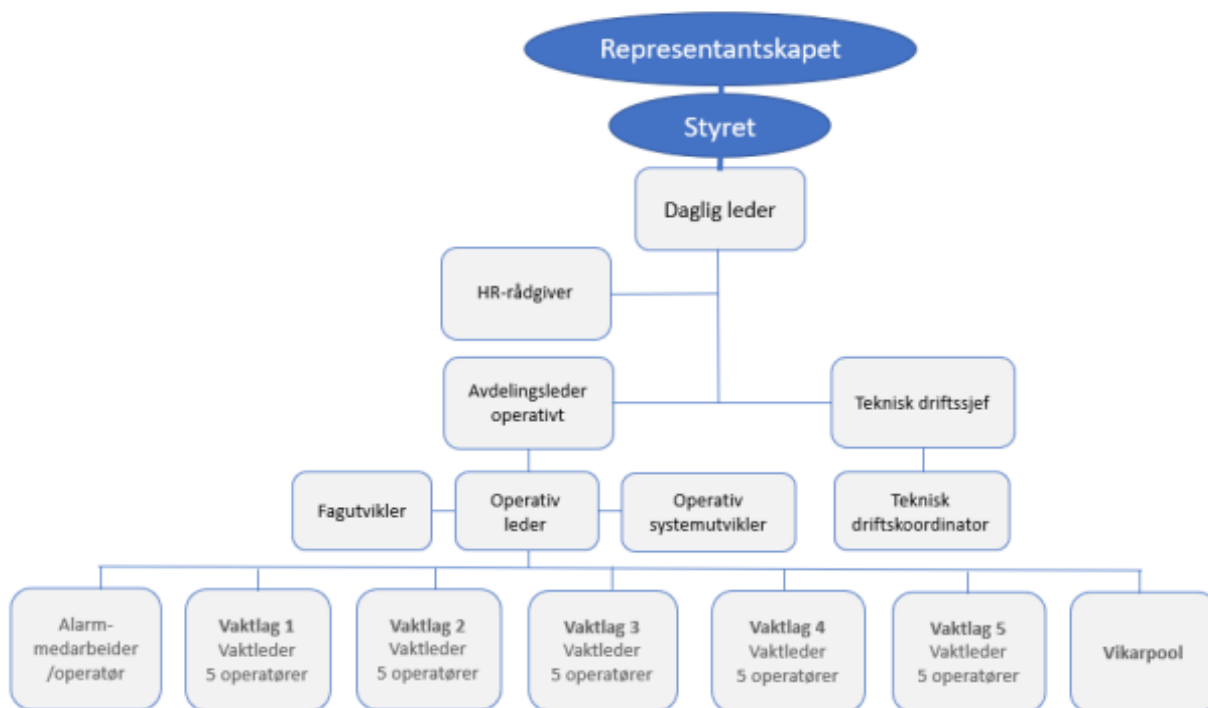 Representantskapet
Styret
Daglig leder
HR-rådgiver
Avdelingsleder
operativt
Teknisk driftssjef
Fagutvikler
Operativ
leder
Operativ
systemutvikler
Teknisk
driftskoordinator
Alarm-
medarbeider
/operatør
Vaktlag 1
Vaktleder
5 operatører
Vaktlag 2
Vaktleder
5 operatører
Vaktlag 3
Vaktleder
5 operatører
Vaktlag 4
Vaktleder
5 operatører
Vaktlag 5
Vaktleder
5 operatører
Vikarpool